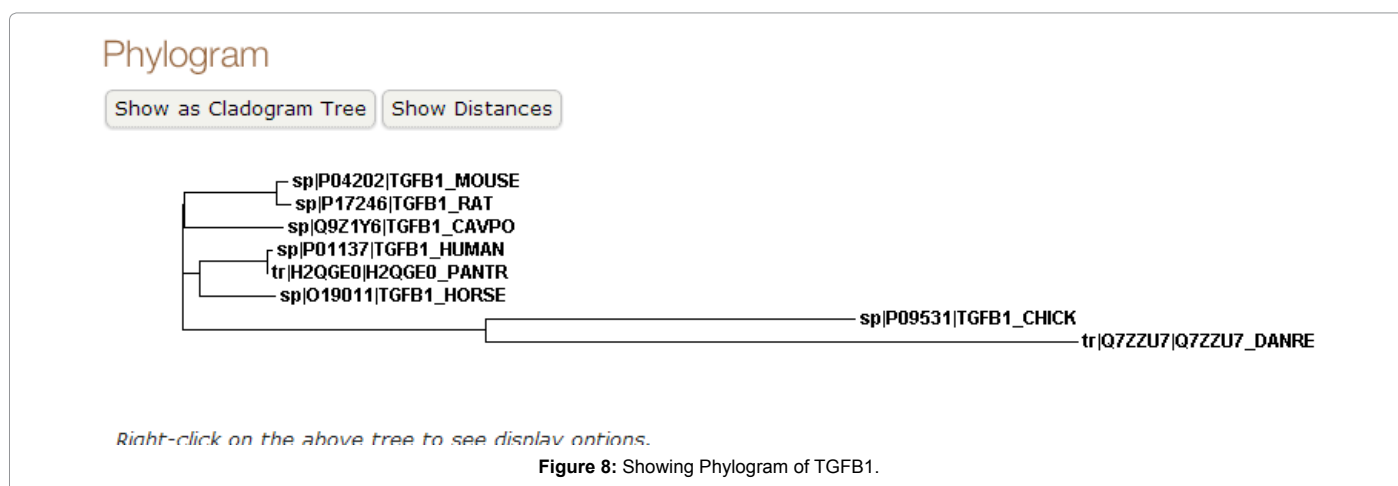 Phylogram
Show as Cladogram Tree Show Distances
sp|P04202|TGFB1_MOUSE
sp|P17246|TGFB1_RAT
sp|Q9Z1Y6|TGFB1_CAVPO
sp|P01137|TGFB1_HUMAN
tr|H2QGE0|H2QGE0_PANTR
sp|O19011|TGFB1_HORSE
sp|P09531|TGFB1_CHICK
tr|Q7ZZU7|Q7ZZU7_DANRE
Right-click on the above tree to see display options.
Figure 8: Showing Phylogram of TGFB1.